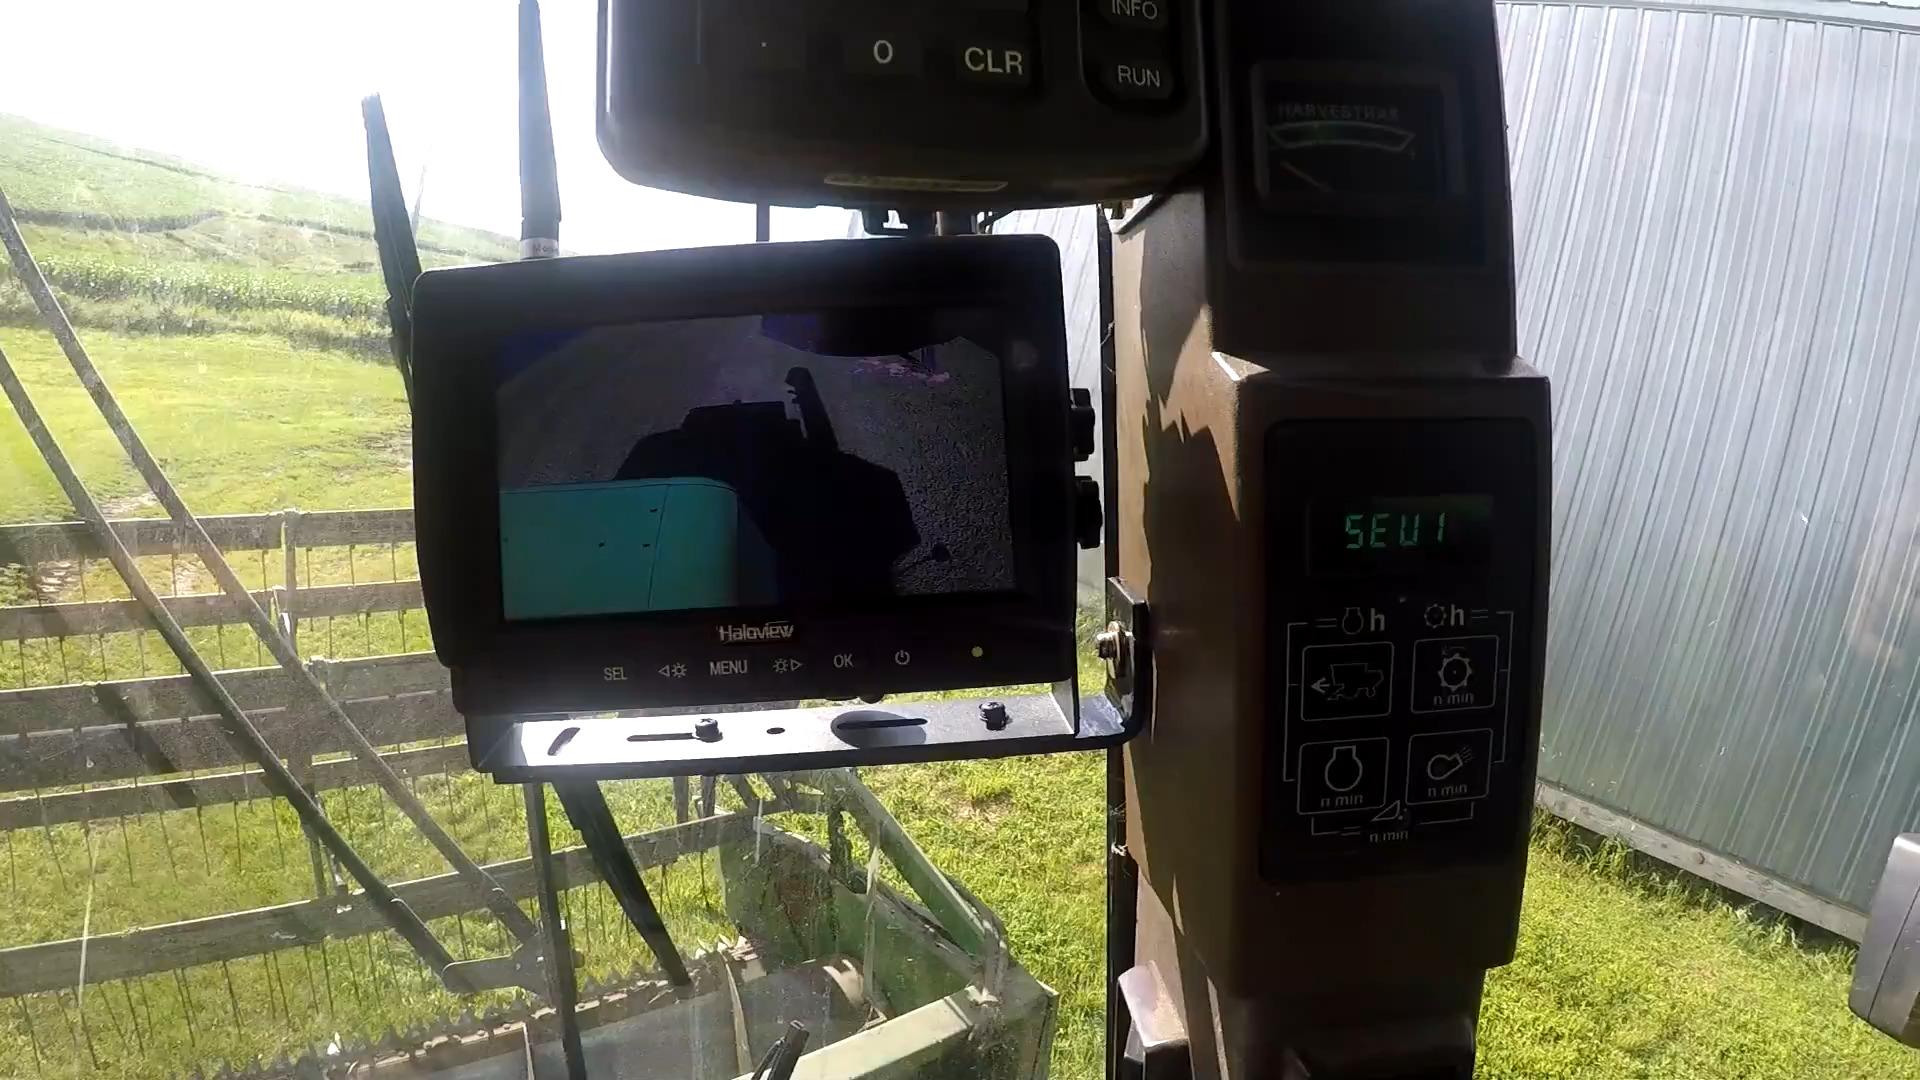 INFO
0 CLR
RUN
HARVESTRAK
SEU1
Haloview
SEL MENU OK
h h
n min
n min n min
n min